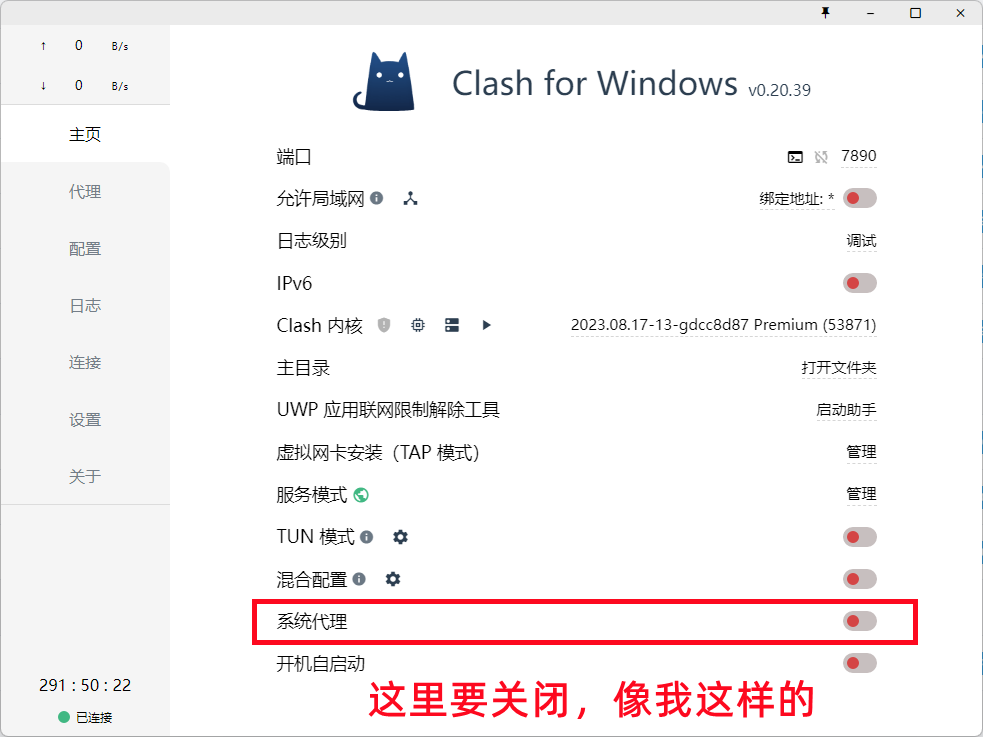 ↑ 0 B/s
↓ 0 B/s
主页
代理
配置
日志
连接
设置
关于
291 : 50 : 22
已连接
Clash for Windows v0.20.39
端口 7890
允许局域网 绑定地址: *
日志级别 调试
IPv6
Clash 内核 2023.08.17-13-gdcc8d87 Premium (53871)
主目录 打开文件夹
UWP 应用联网限制解除工具 启动助手
虚拟网卡安装（TAP 模式） 管理
服务模式 管理
TUN 模式
混合配置
系统代理
开机自启动
这里要关闭，像我这样的